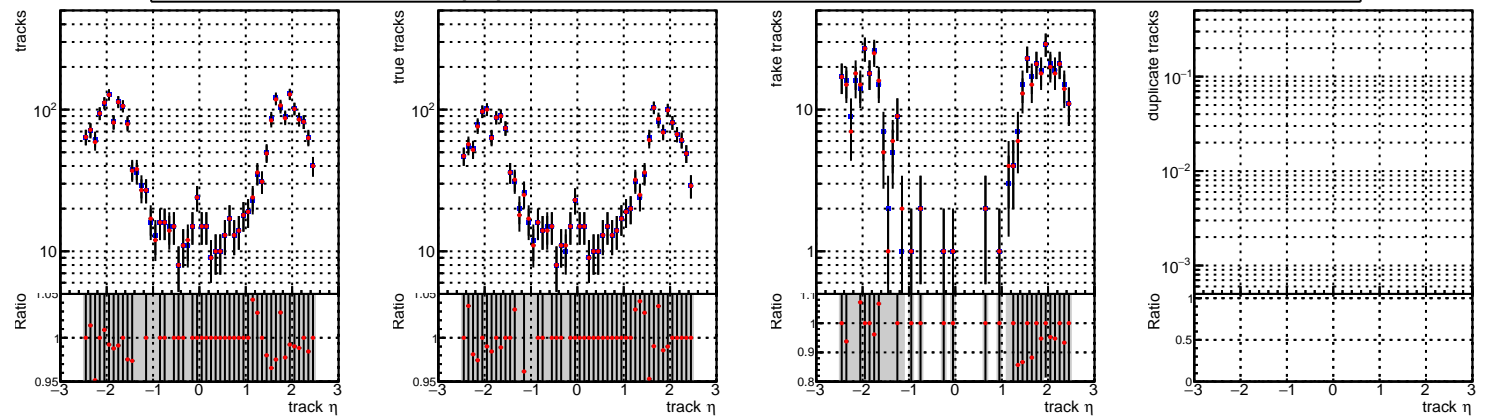 tracks
10²
10
Ratio
1.05
1
0.95
−3 −2 −1 0 1 2 3
track η
true tracks
10²
10
Ratio
1.05
1
0.95
−3 −2 −1 0 1 2 3
track η
fake tracks
10
1
Ratio
1.1
1
0.9
0.8
−3 −2 −1 0 1 2 3
track η
duplicate tracks
10⁻¹
10⁻²
10⁻³
Ratio
1
0.5
0
−3 −2 −1 0 1 2 3
track η